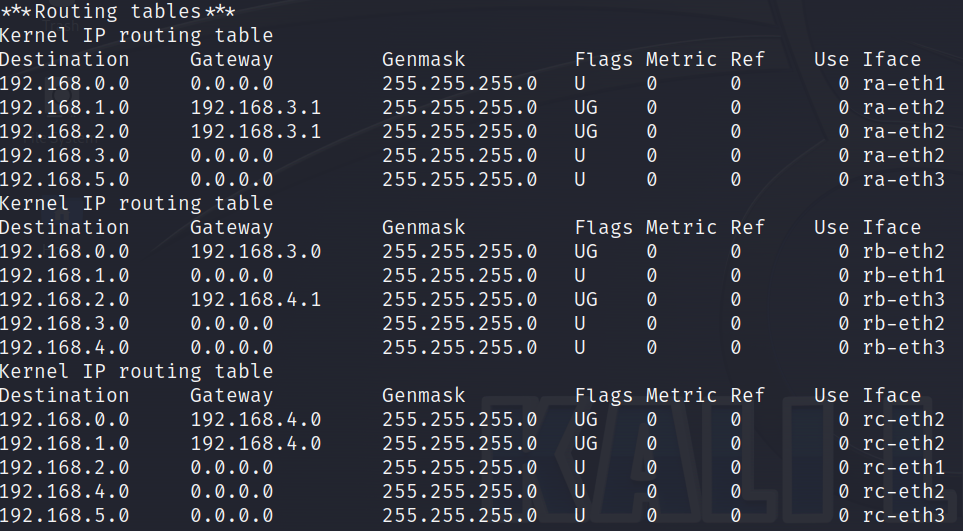 ***Routing tables***
Kernel IP routing table
Destination     Gateway         Genmask         Flags Metric Ref    Use Iface
192.168.0.0     0.0.0.0         255.255.255.0   U     0      0        0 ra-eth1
192.168.1.0     192.168.3.1     255.255.255.0   UG    0      0        0 ra-eth2
192.168.2.0     192.168.3.1     255.255.255.0   UG    0      0        0 ra-eth2
192.168.3.0     0.0.0.0         255.255.255.0   U     0      0        0 ra-eth2
192.168.5.0     0.0.0.0         255.255.255.0   U     0      0        0 ra-eth3
Kernel IP routing table
Destination     Gateway         Genmask         Flags Metric Ref    Use Iface
192.168.0.0     192.168.3.0     255.255.255.0   UG    0      0        0 rb-eth2
192.168.1.0     0.0.0.0         255.255.255.0   U     0      0        0 rb-eth1
192.168.2.0     192.168.4.1     255.255.255.0   UG    0      0        0 rb-eth3
192.168.3.0     0.0.0.0         255.255.255.0   U     0      0        0 rb-eth2
192.168.4.0     0.0.0.0         255.255.255.0   U     0      0        0 rb-eth3
Kernel IP routing table
Destination     Gateway         Genmask         Flags Metric Ref    Use Iface
192.168.0.0     192.168.4.0     255.255.255.0   UG    0      0        0 rc-eth2
192.168.1.0     192.168.4.0     255.255.255.0   UG    0      0        0 rc-eth2
192.168.2.0     0.0.0.0         255.255.255.0   U     0      0        0 rc-eth1
192.168.4.0     0.0.0.0         255.255.255.0   U     0      0        0 rc-eth2
192.168.5.0     0.0.0.0         255.255.255.0   U     0      0        0 rc-eth3
KALI L